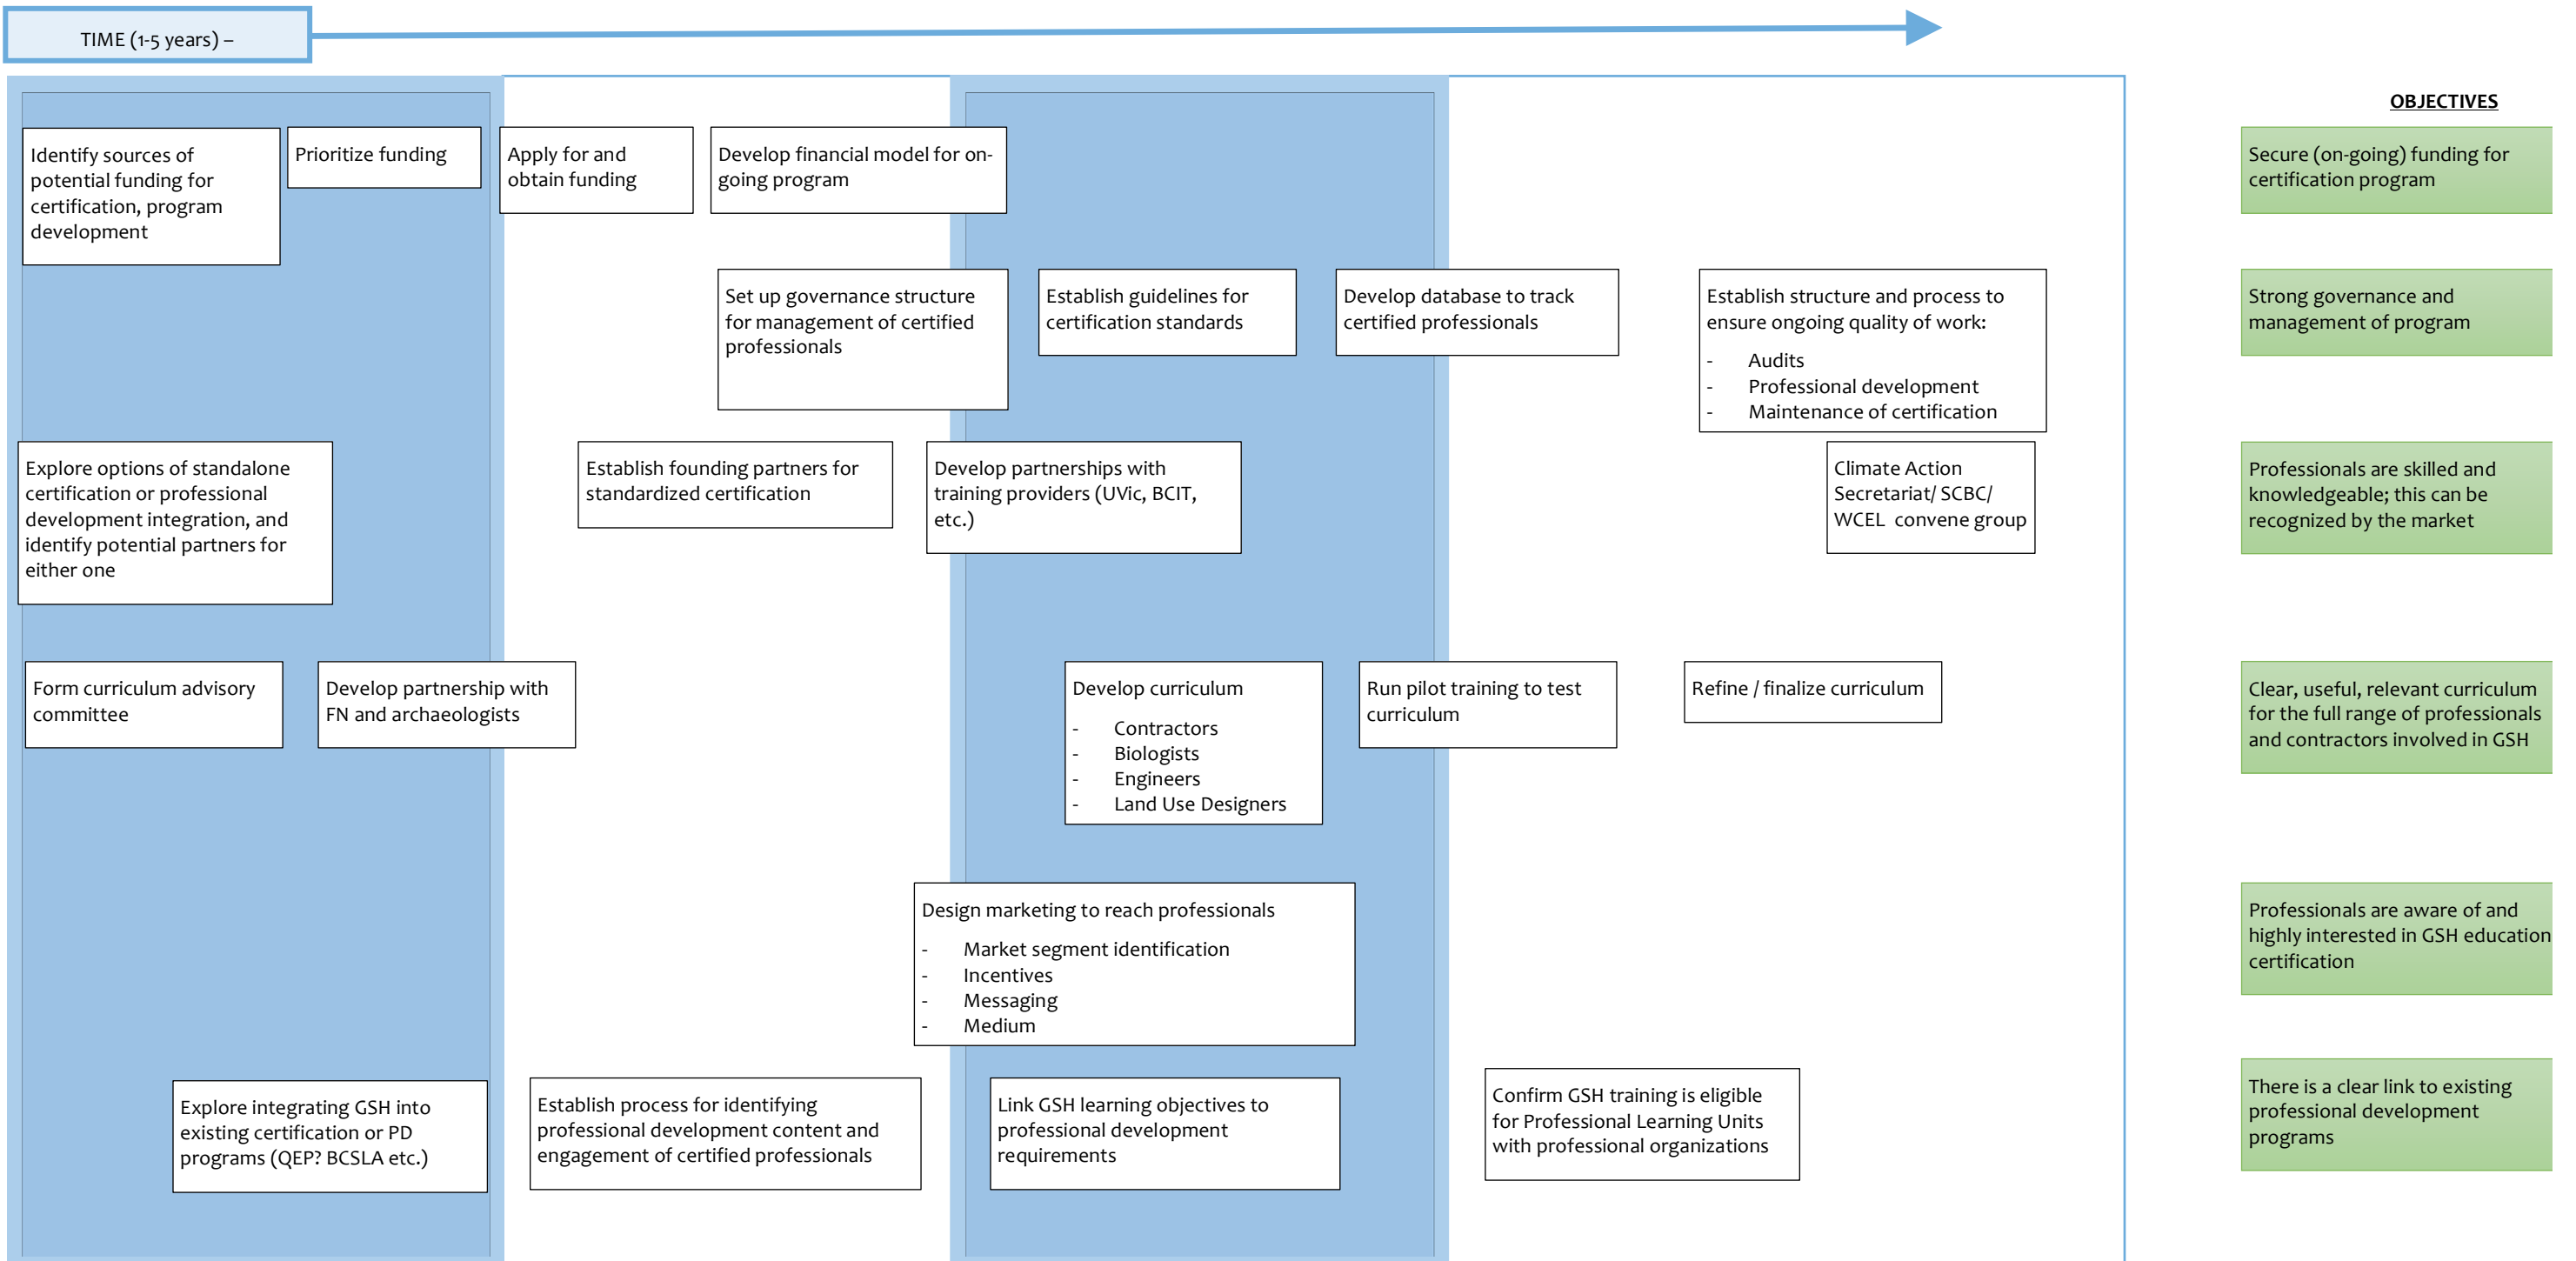 TIME (1-5 years) –
OBJECTIVES
Identify sources of
potential funding for
certification, program
development
Prioritize funding
Apply for and
obtain funding
Develop financial model for on-
going program
Secure (on-going) funding for
certification program
Set up governance structure
for management of certified
professionals
Establish guidelines for
certification standards
Develop database to track
certified professionals
Establish structure and process to
ensure ongoing quality of work:
- Audits
- Professional development
- Maintenance of certification
Strong governance and
management of program
Explore options of standalone
certification or professional
development integration, and
identify potential partners for
either one
Establish founding partners for
standardized certification
Develop partnerships with
training providers (UVic, BCIT,
etc.)
Climate Action
Secretariat/ SCBC/
WCEL convene group
Professionals are skilled and
knowledgeable; this can be
recognized by the market
Form curriculum advisory
committee
Develop partnership with
FN and archaeologists
Develop curriculum
- Contractors
- Biologists
- Engineers
- Land Use Designers
Run pilot training to test
curriculum
Refine / finalize curriculum
Clear, useful, relevant curriculum
for the full range of professionals
and contractors involved in GSH
Design marketing to reach professionals
- Market segment identification
- Incentives
- Messaging
- Medium
Professionals are aware of and
highly interested in GSH education
certification
Explore integrating GSH into
existing certification or PD
programs (QEP? BCSLA etc.)
Establish process for identifying
professional development content and
engagement of certified professionals
Link GSH learning objectives to
professional development
requirements
Confirm GSH training is eligible
for Professional Learning Units
with professional organizations
There is a clear link to existing
professional development
programs